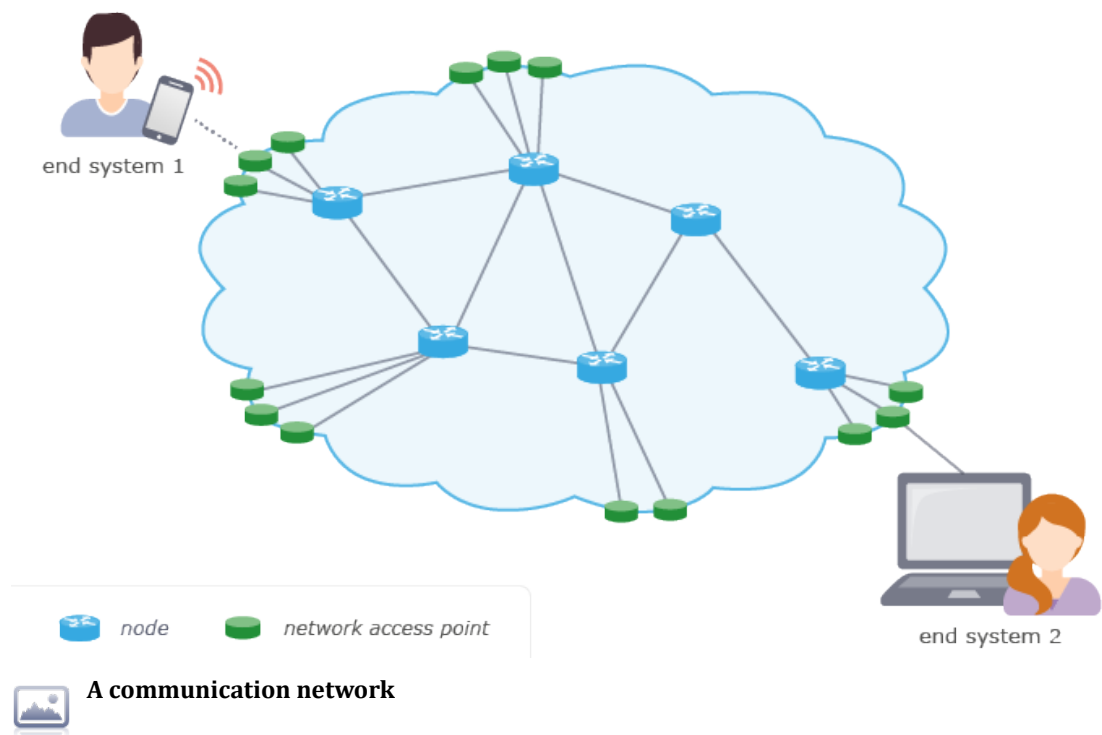 end system 1
end system 2
node
network access point
A communication network